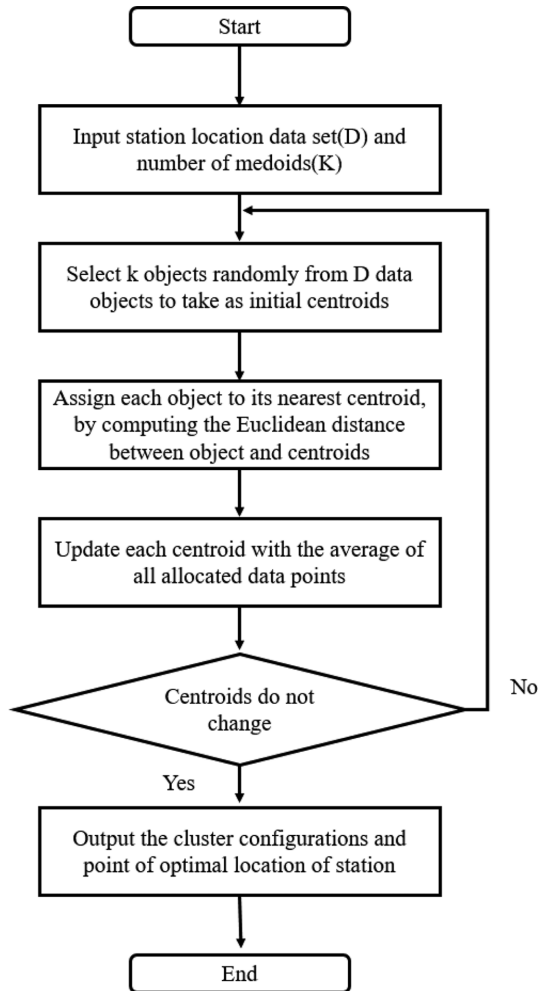 Start
Input station location data set(D) and
number of medoids(K)
Select k objects randomly from D data
objects to take as initial centroids
Assign each object to its nearest centroid,
by computing the Euclidean distance
between object and centroids
Update each centroid with the average of
all allocated data points
Centroids do not
change
No
Yes
Output the cluster configurations and
point of optimal location of station
End